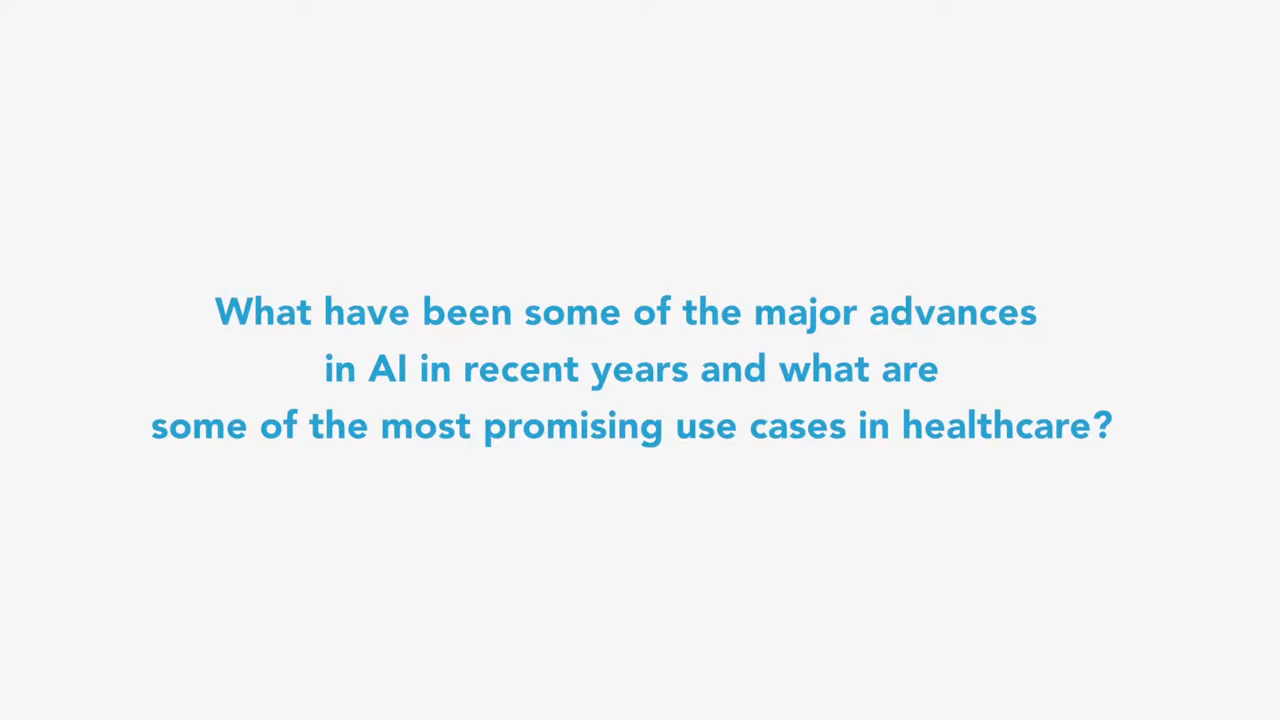 What have been some of the major advances
in AI in recent years and what are
some of the most promising use cases in healthcare?